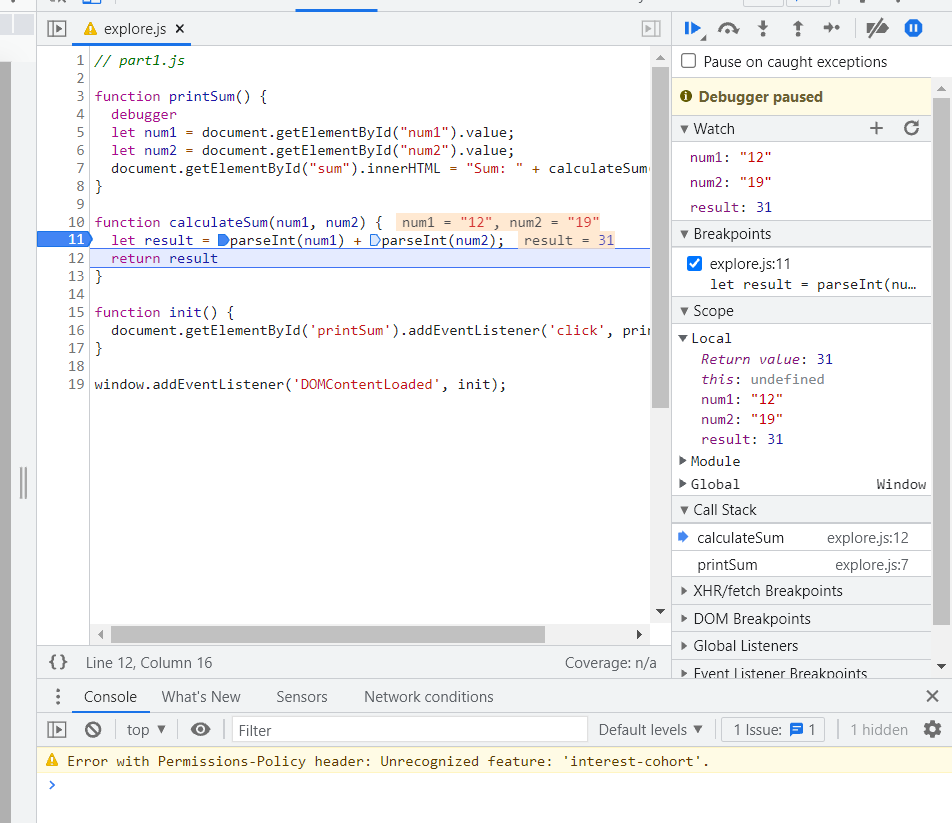 explore.js
1 // part1.js
2
3 function printSum() {
4 debugger
5 let num1 = document.getElementById("num1").value;
6 let num2 = document.getElementById("num2").value;
7 document.getElementById("sum").innerHTML = "Sum: " + calculateSum
8 }
9
10 function calculateSum(num1, num2) { num1 = "12", num2 = "19"
11 let result = parseInt(num1) + parseInt(num2); result = 31
12 return result
13 }
14
15 function init() {
16 document.getElementById('printSum').addEventListener('click', prin
17 }
18
19 window.addEventListener('DOMContentLoaded', init);
{} Line 12, Column 16
Coverage: n/a
Pause on caught exceptions
Debugger paused
Watch
num1: "12"
num2: "19"
result: 31
Breakpoints
explore.js:11
let result = parseInt(nu…
Scope
Local
Return value: 31
this: undefined
num1: "12"
num2: "19"
result: 31
Module
Global Window
Call Stack
calculateSum explore.js:12
printSum explore.js:7
XHR/fetch Breakpoints
DOM Breakpoints
Global Listeners
Event Listener Breakpoints
Console What's New Sensors Network conditions
top Filter Default levels 1 Issue: 1 1 hidden
Error with Permissions-Policy header: Unrecognized feature: 'interest-cohort'.